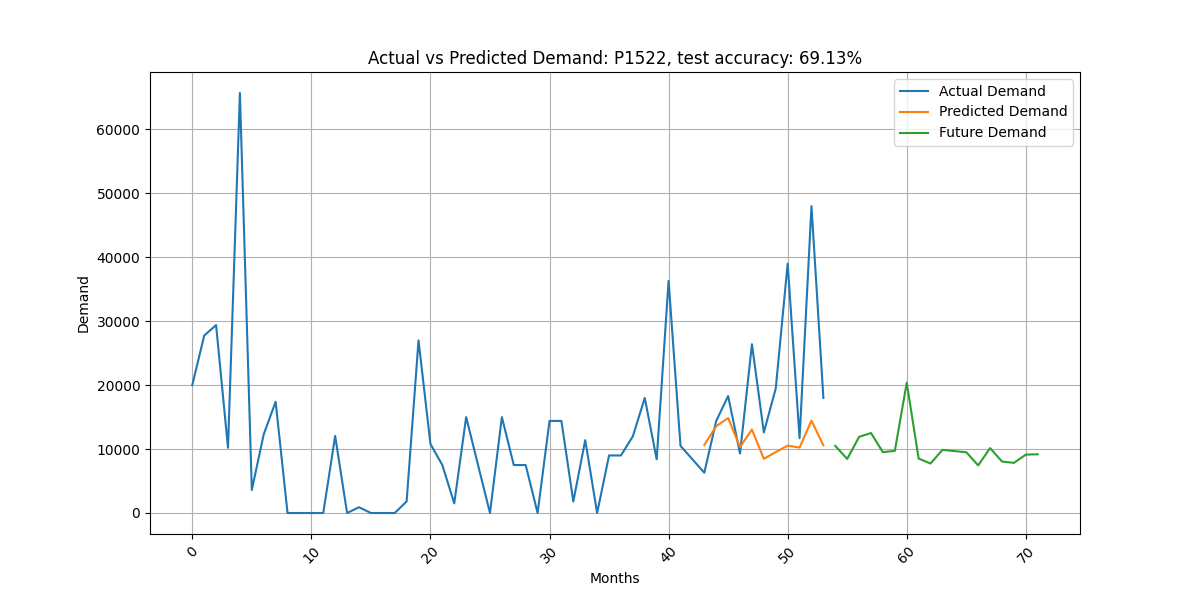 Actual vs Predicted Demand: P1522, test accuracy: 69.13%
Actual Demand
Predicted Demand
Future Demand
Demand
60000
50000
40000
30000
20000
10000
0
0
10
20
30
40
50
60
70
Months